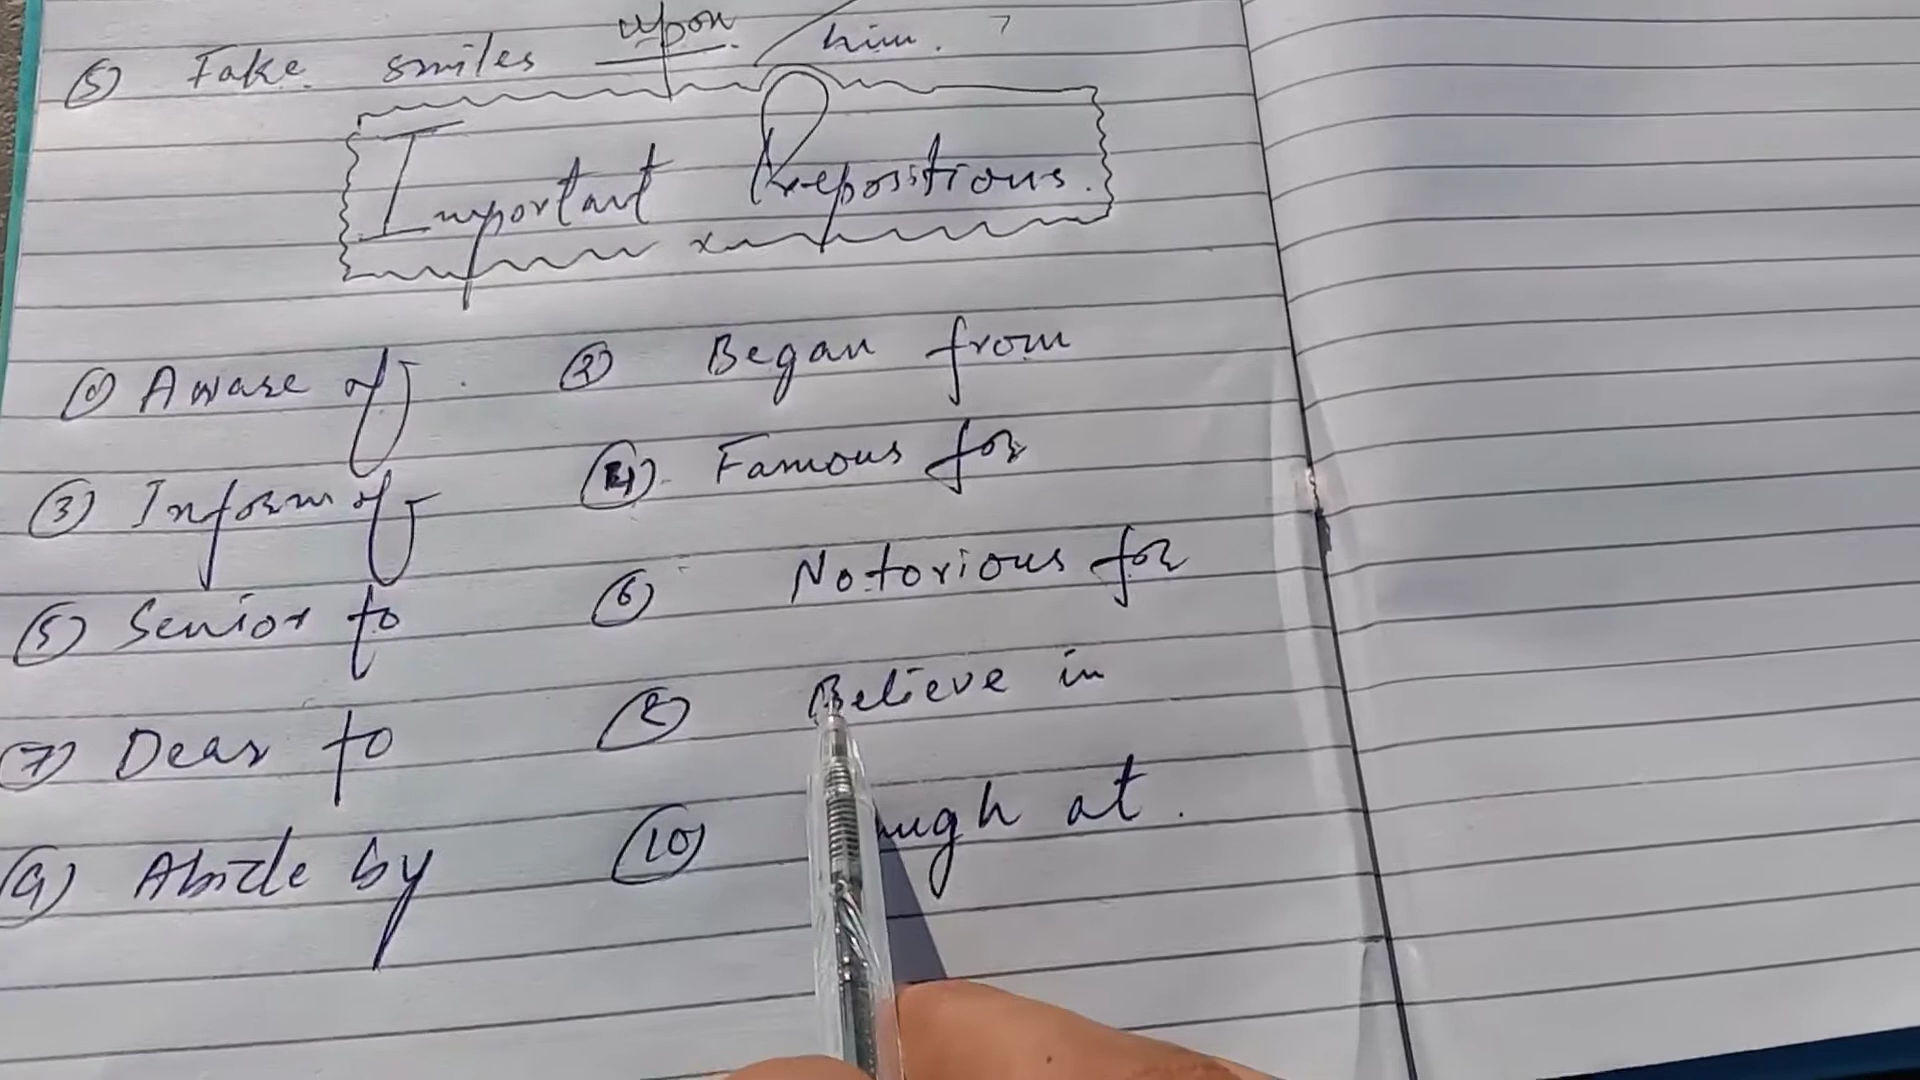 (5) Fake smiles upon him.
Important Prepositions.
(1) Aware of (2) Began from
(3) Inform of (4) Famous for
(5) Senior to (6) Notorious for
(7) Dear to (8) Believe in
(9) Abide by (10) ugh at.